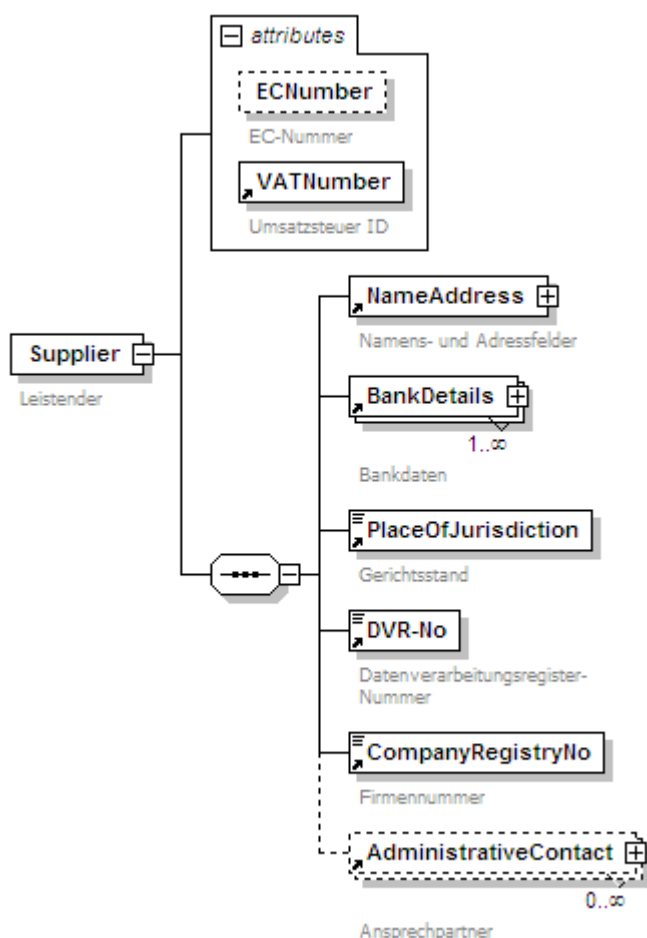 attributes
ECNumber
EC-Nummer
VATNumber
Umsatzsteuer ID
Supplier
Leistender
NameAddress
Namens- und Adressfelder
BankDetails
1..∞
Bankdaten
PlaceOfJurisdiction
Gerichtsstand
DVR-No
Datenverarbeitungsregister-
Nummer
CompanyRegistryNo
Firmennummer
AdministrativeContact
0..∞
Ansprechpartner